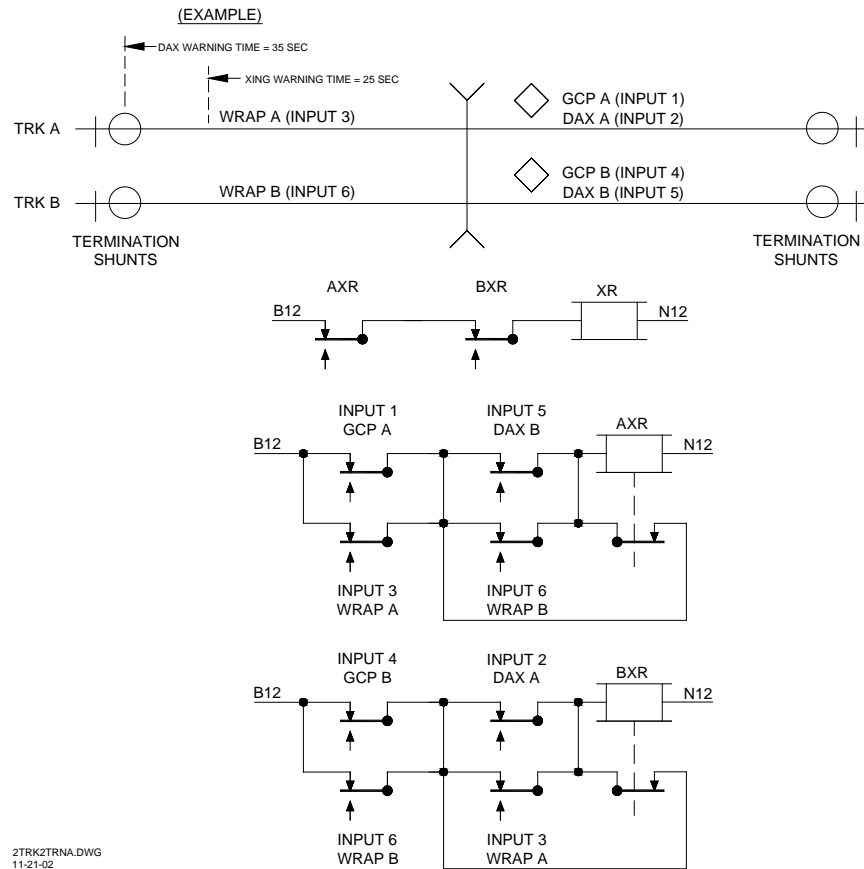 (EXAMPLE)
DAX WARNING TIME = 35 SEC
XING WARNING TIME = 25 SEC
TRK A
WRAP A (INPUT 3)
GCP A (INPUT 1)
DAX A (INPUT 2)
TRK B
WRAP B (INPUT 6)
GCP B (INPUT 4)
DAX B (INPUT 5)
TERMINATION
SHUNTS
TERMINATION
SHUNTS
AXR
BXR
XR
B12
N12
INPUT 1
GCP A
INPUT 5
DAX B
AXR
B12
N12
INPUT 3
WRAP A
INPUT 6
WRAP B
INPUT 4
GCP B
INPUT 2
DAX A
BXR
B12
N12
INPUT 6
WRAP B
INPUT 3
WRAP A
2TRK2TRNA.DWG
11-21-02